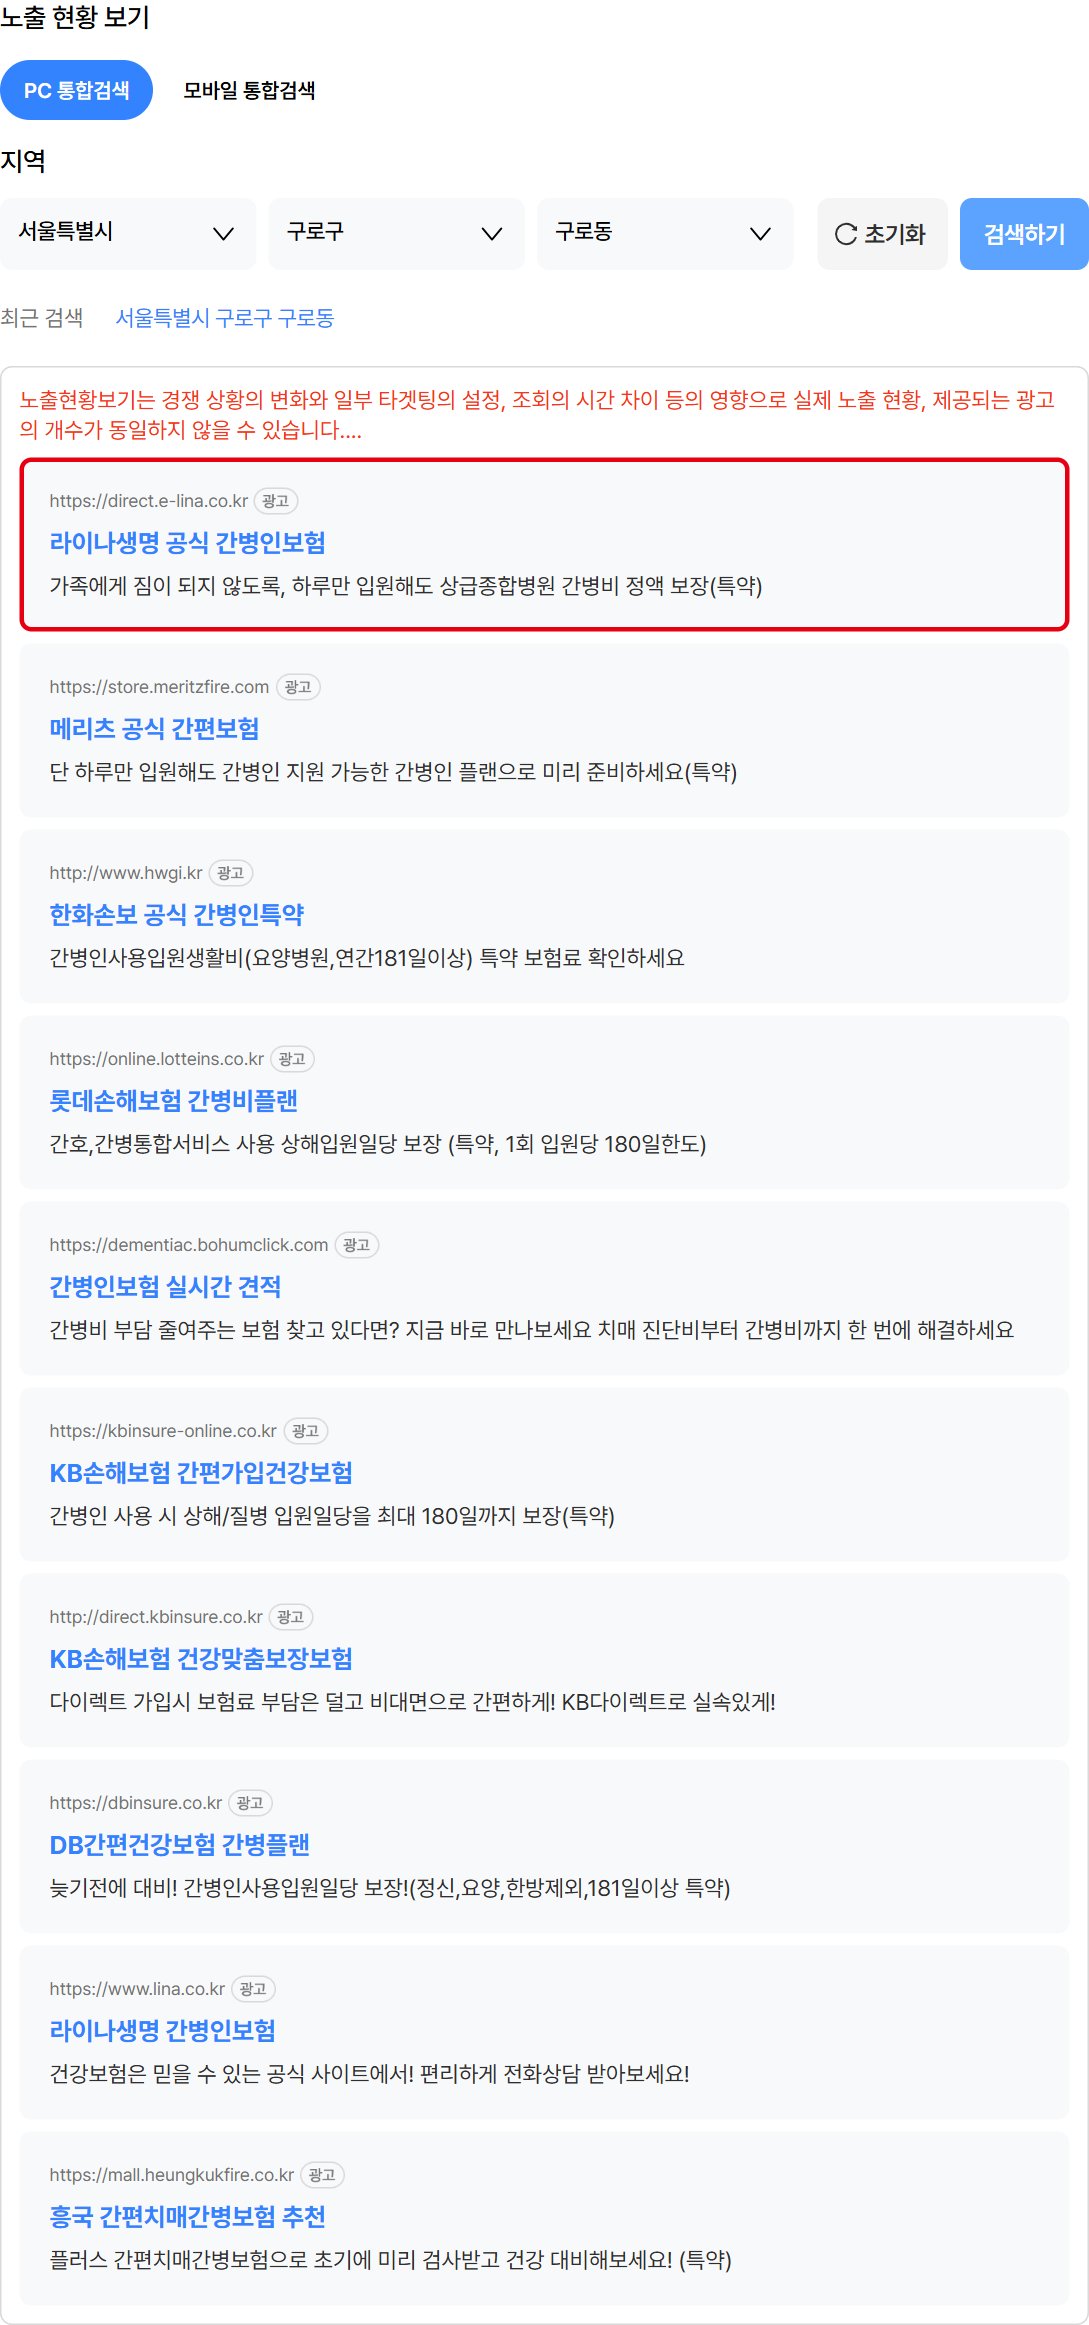 노출 현황 보기
PC 통합검색 모바일 통합검색
지역
서울특별시 구로구 구로동 초기화 검색하기
최근 검색 서울특별시 구로구 구로동
노출현황보기는 경쟁 상황의 변화와 일부 타겟팅의 설정, 조회의 시간 차이 등의 영향으로 실제 노출 현황, 제공되는 광고
의 개수가 동일하지 않을 수 있습니다....
https://direct.e-lina.co.kr 광고
라이나생명 공식 간병인보험
가족에게 짐이 되지 않도록, 하루만 입원해도 상급종합병원 간병비 정액 보장(특약)
https://store.meritzfire.com 광고
메리츠 공식 간편보험
단 하루만 입원해도 간병인 지원 가능한 간병인 플랜으로 미리 준비하세요(특약)
http://www.hwgi.kr 광고
한화손보 공식 간병인특약
간병인사용입원생활비(요양병원,연간181일이상) 특약 보험료 확인하세요
https://online.lotteins.co.kr 광고
롯데손해보험 간병비플랜
간호,간병통합서비스 사용 상해입원일당 보장 (특약, 1회 입원당 180일한도)
https://dementiac.bohumclick.com 광고
간병인보험 실시간 견적
간병비 부담 줄여주는 보험 찾고 있다면? 지금 바로 만나보세요 치매 진단비부터 간병비까지 한 번에 해결하세요
https://kbinsure-online.co.kr 광고
KB손해보험 간편가입건강보험
간병인 사용 시 상해/질병 입원일당을 최대 180일까지 보장(특약)
http://direct.kbinsure.co.kr 광고
KB손해보험 건강맞춤보장보험
다이렉트 가입시 보험료 부담은 덜고 비대면으로 간편하게! KB다이렉트로 실속있게!
https://dbinsure.co.kr 광고
DB간편건강보험 간병플랜
늦기전에 대비! 간병인사용입원일당 보장!(정신,요양,한방제외,181일이상 특약)
https://www.lina.co.kr 광고
라이나생명 간병인보험
건강보험은 믿을 수 있는 공식 사이트에서! 편리하게 전화상담 받아보세요!
https://mall.heungkukfire.co.kr 광고
흥국 간편치매간병보험 추천
플러스 간편치매간병보험으로 초기에 미리 검사받고 건강 대비해보세요! (특약)